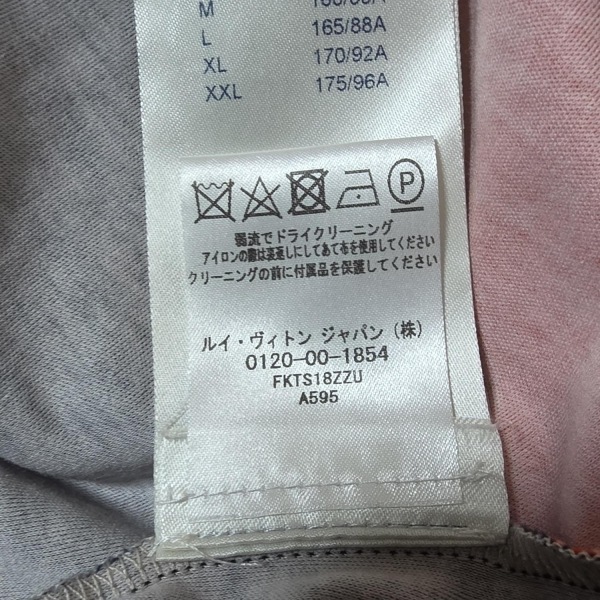 M
L 165/88A
XL 170/92A
XXL 175/96A
P
弱流でドライクリーニング
アイロンの際は裏返しにしてあて布を使用してください
クリーニングの前に付属品を保護してください
ルイ・ヴィトン ジャパン (株)
0120-00-1854
FKTS18ZZU
A595